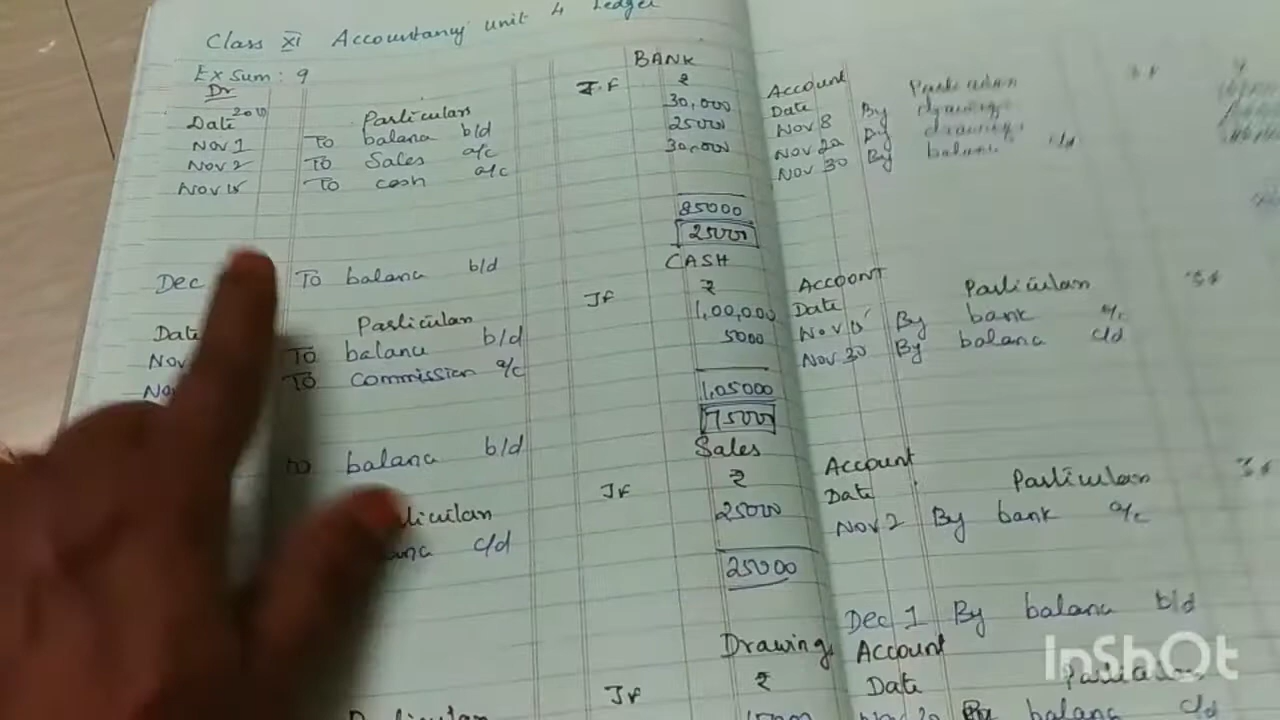 Class XI Accountancy unit 4 Ledger
Ex Sum: 9
Dr BANK Account
Date Particulars J.F ₹ Date Particulars J F
Nov 1 To balance b/d 30,000 Nov 8 By drawings
Nov 2 To Sales a/c 25000 Nov 20 By drawings
Nov 15 To cash a/c 30,000 Nov 30 By balance c/d
85000
Dec To balance b/d 25000
CASH Account
Date Particulars JF ₹ Date Particulars JF
Nov To balance b/d 1,00,000 Nov 15 By bank a/c
No To commission a/c 5000 Nov 30 By balance c/d
1,05000
To balance b/d 75000
Sales Account
JF ₹ Date Particulars JF
c/d 25000 Nov 2 By bank a/c
25000
Dec 1 By balance b/d
Drawings Account
JF ₹ Date Particulars
By balance c/d
InShOt